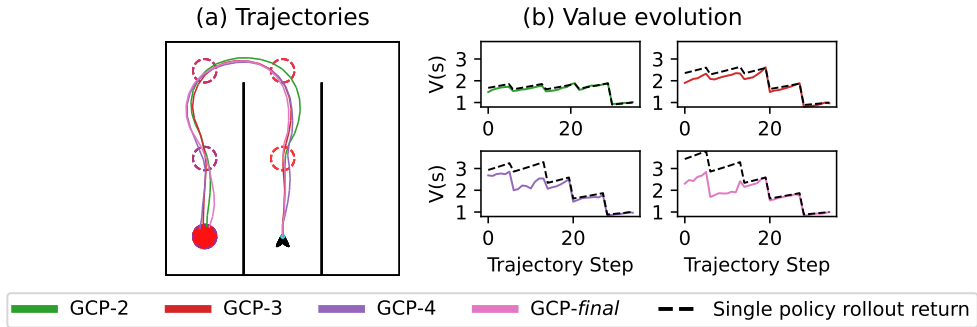 (a) Trajectories
(b) Value evolution
V(s)
3
2
1
0
20
3
2
1
0
20
V(s)
3
2
1
0
20
Trajectory Step
3
2
1
0
20
Trajectory Step
GCP-2
GCP-3
GCP-4
GCP-final
Single policy rollout return